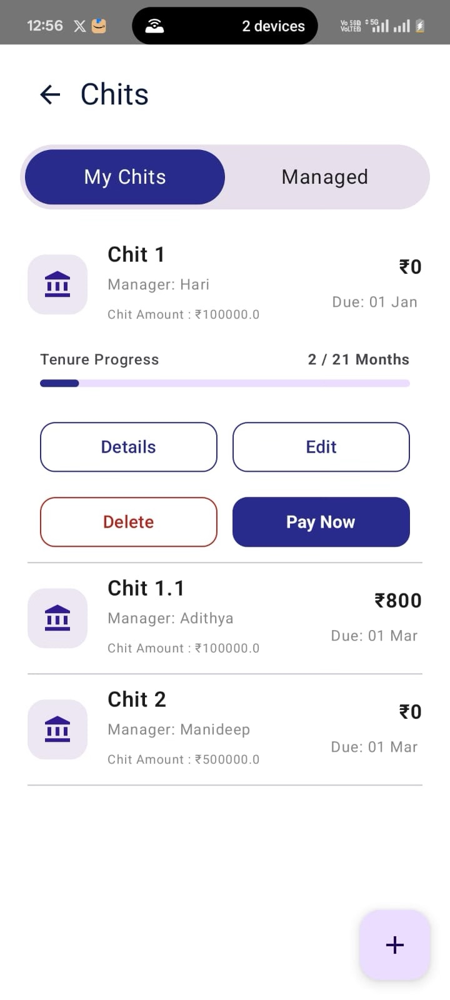 12:56
2 devices
Vo 5G
VoLTE
5G
Chits
My Chits
Managed
Chit 1
₹0
Manager: Hari
Due: 01 Jan
Chit Amount : ₹100000.0
Tenure Progress
2 / 21 Months
Details
Edit
Delete
Pay Now
Chit 1.1
₹800
Manager: Adithya
Due: 01 Mar
Chit Amount : ₹100000.0
Chit 2
₹0
Manager: Manideep
Due: 01 Mar
Chit Amount : ₹500000.0
+